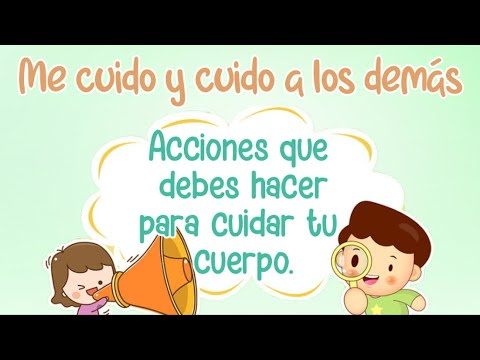 Me cuido y cuido a los demás
Acciones que
debes hacer
para cuidar tu
cuerpo.